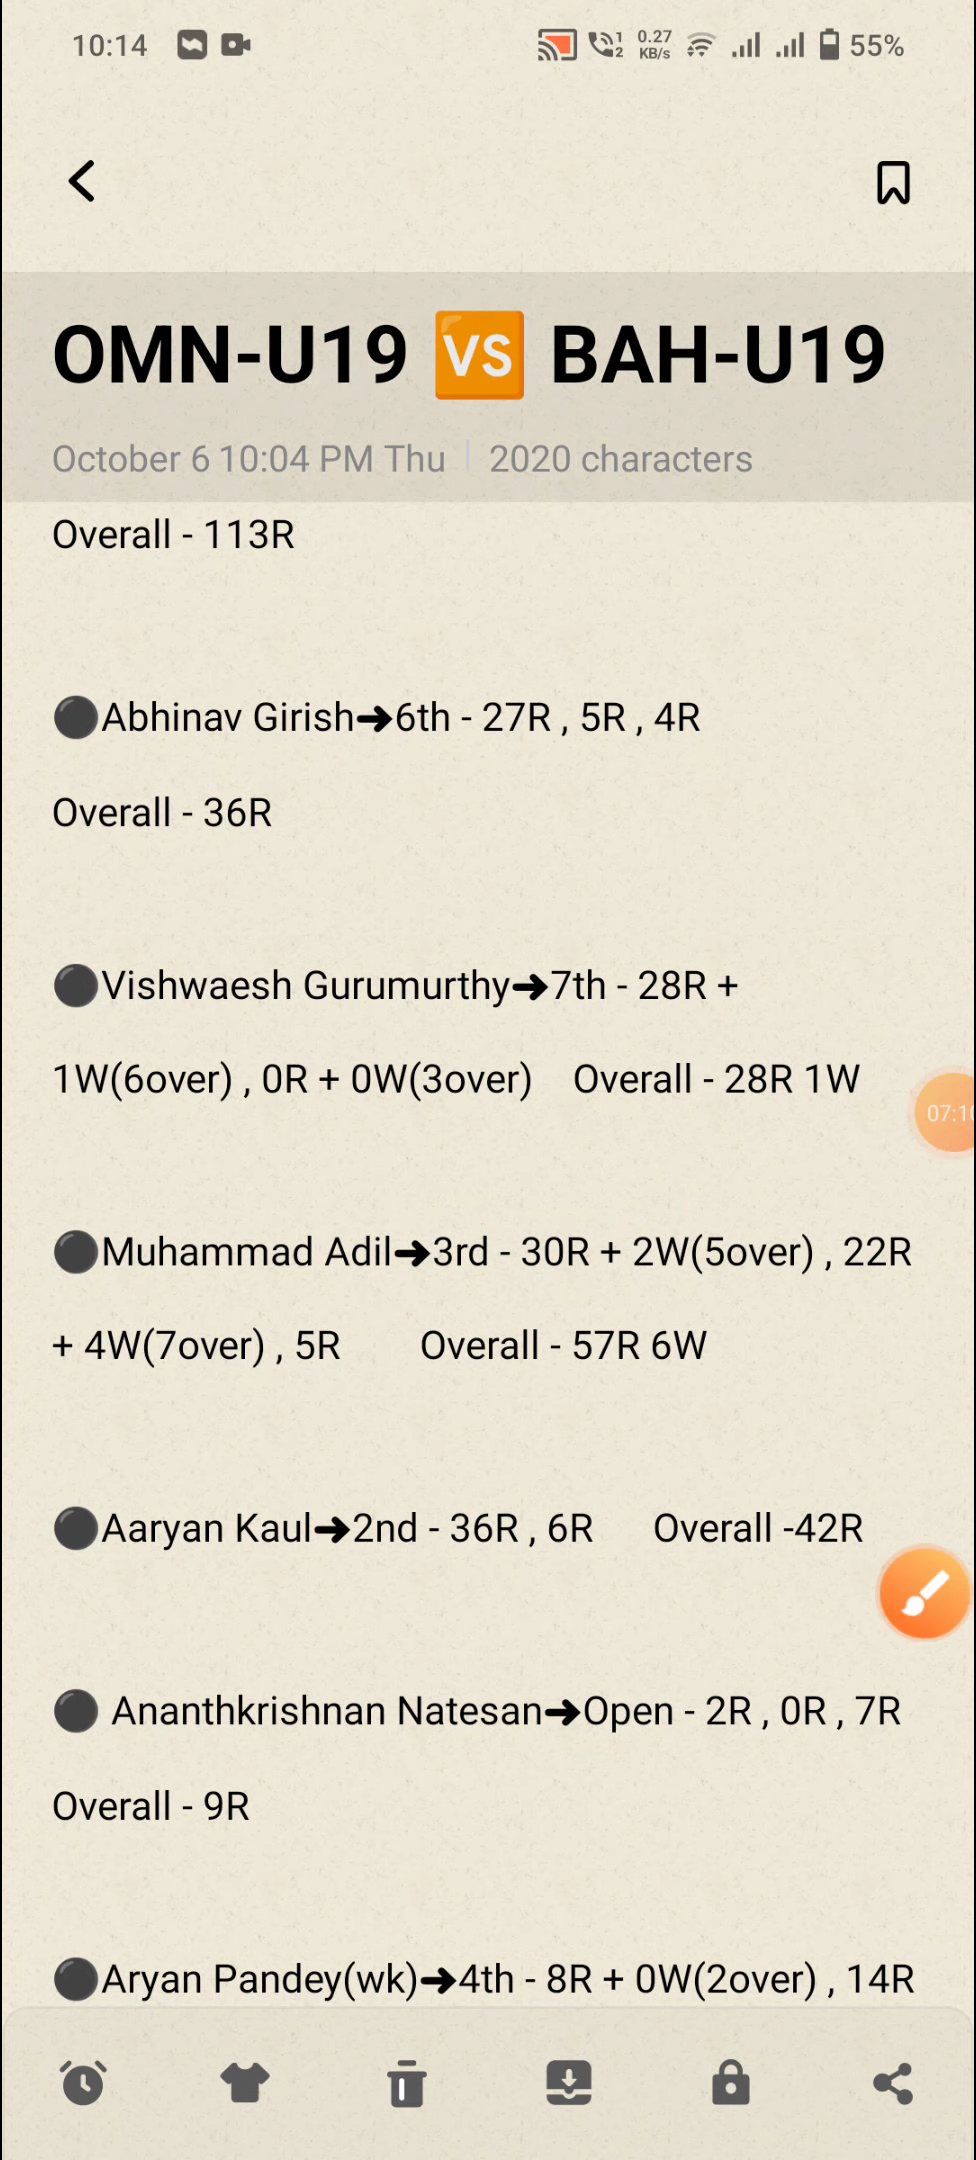 10:14 1 2 0.27 KB/s 55%
OMN-U19 VS BAH-U19
October 6 10:04 PM Thu 2020 characters
Overall - 113R
⚫Abhinav Girish➜6th - 27R , 5R , 4R
Overall - 36R
⚫Vishwaesh Gurumurthy➜7th - 28R +
1W(6over) , 0R + 0W(3over) Overall - 28R 1W
⚫Muhammad Adil➜3rd - 30R + 2W(5over) , 22R
+ 4W(7over) , 5R Overall - 57R 6W
⚫Aaryan Kaul➜2nd - 36R , 6R Overall -42R
⚫ Ananthkrishnan Natesan➜Open - 2R , 0R , 7R
Overall - 9R
⚫Aryan Pandey(wk)➜4th - 8R + 0W(2over) , 14R